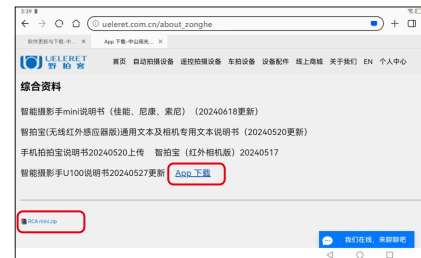 3:39
ueleret.com.cn/about_zonghe
软件更新与下载-中... × App 下载-中山闻光... ×
UELERET
野拍客
首页 自动拍摄设备 遥控拍摄设备 车拍设备 设备配件 线上商城 关于我们 EN 个人中心
综合资料
智能摄影手mini说明书（佳能、尼康、索尼）（20240618更新）
智拍宝(无线红外感应器版)通用文本及相机专用文本说明书（20240520更新）
手机拍拍宝说明书20240520上传 智拍宝（红外相机版）20240517
智能摄影手U100说明书20240527更新 App 下载
RCA mini.zip
我们在线，来聊聊吧